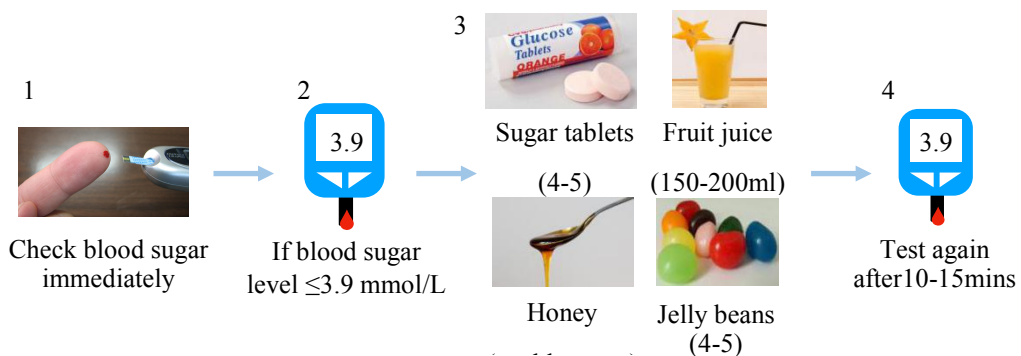 1
Check blood sugar
immediately
2
3.9
If blood sugar
level ≤3.9 mmol/L
3
Glucose
Tablets
ORANGE
Sugar tablets
(4-5)
Fruit juice
(150-200ml)
Honey
Jelly beans
(4-5)
4
3.9
Test again
after10-15mins